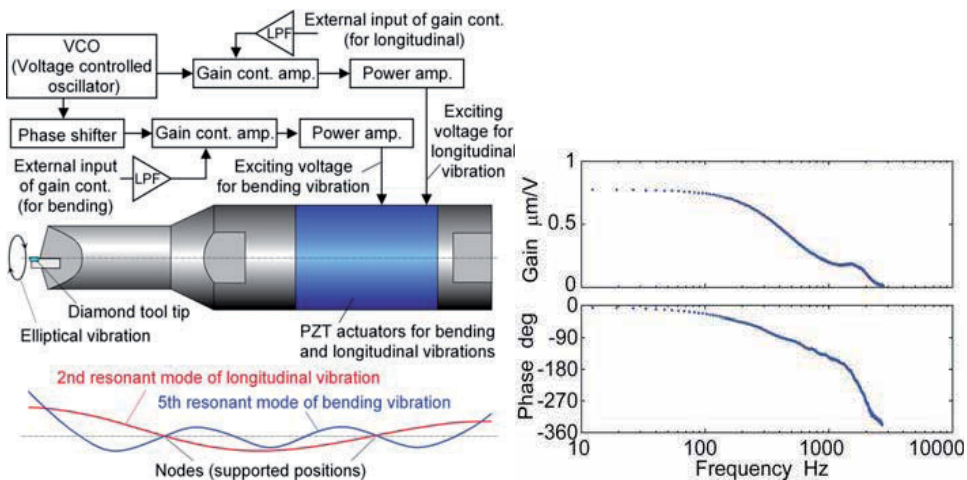 External input of gain cont.
(for longitudinal)
LPF
VCO
(Voltage controlled
oscillator)
Gain cont. amp.
Power amp.
Phase shifter
Gain cont. amp.
Power amp.
Exciting
voltage for
longitudinal
vibration
External input
of gain cont.
(for bending)
LPF
Exciting voltage
for bending vibration
Diamond tool tip
Elliptical vibration
PZT actuators for bending
and longitudinal vibrations
2nd resonant mode of longitudinal vibration
5th resonant mode of bending vibration
Nodes (supported positions)
Gain μm/V
1
0.5
0
Phase deg
0
-90
-180
-270
-360
10
100
1000
10000
Frequency Hz